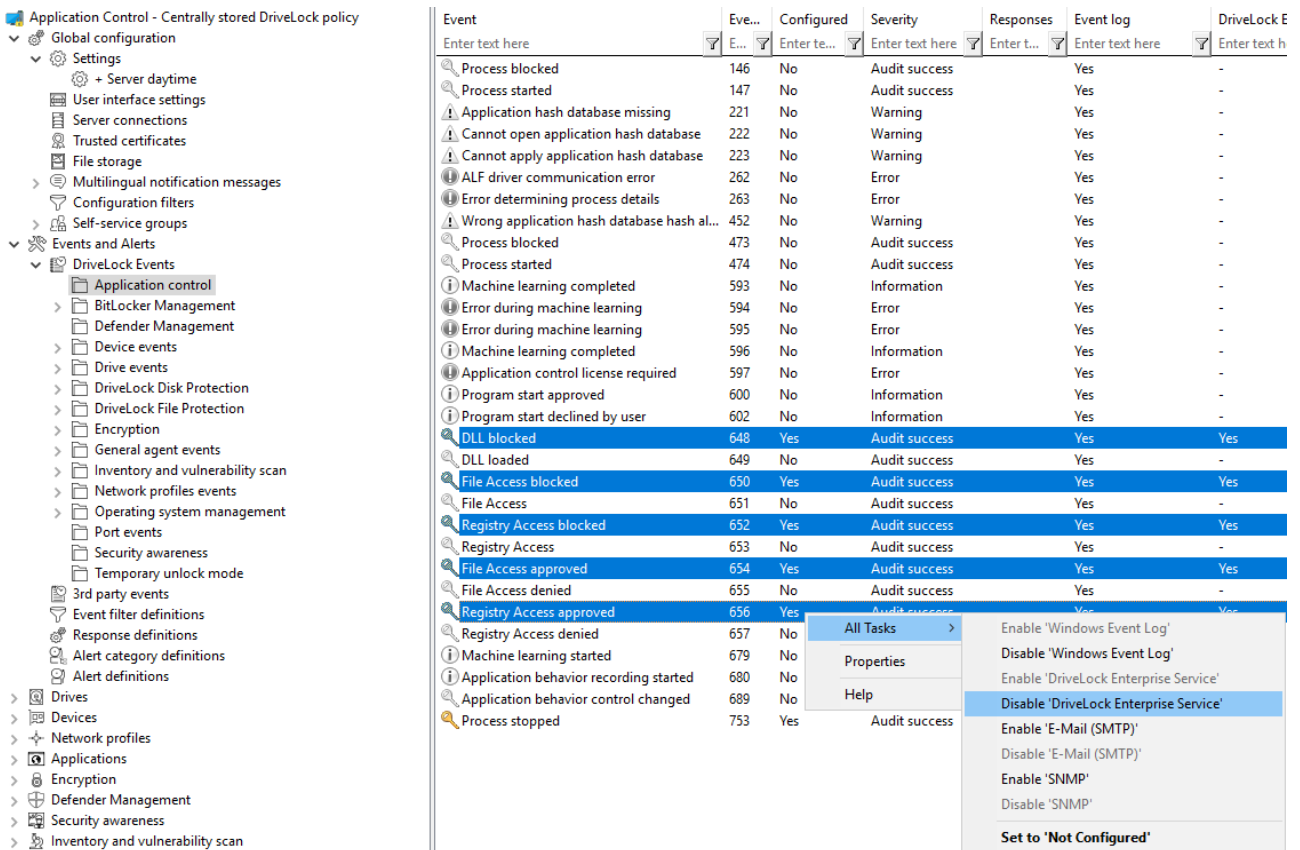 Application Control - Centrally stored DriveLock policy
Global configuration
Settings
+ Server daytime
User interface settings
Server connections
Trusted certificates
File storage
Multilingual notification messages
Configuration filters
Self-service groups
Events and Alerts
DriveLock Events
Application control
BitLocker Management
Defender Management
Device events
Drive events
DriveLock Disk Protection
DriveLock File Protection
Encryption
General agent events
Inventory and vulnerability scan
Network profiles events
Operating system management
Port events
Security awareness
Temporary unlock mode
3rd party events
Event filter definitions
Response definitions
Alert category definitions
Alert definitions
Drives
Devices
Network profiles
Applications
Encryption
Defender Management
Security awareness
Inventory and vulnerability scan
Event Eve... Configured Severity Responses Event log DriveLock E
Enter text here E... Enter te... Enter text here Enter t... Enter text here Enter text h
Process blocked 146 No Audit success Yes -
Process started 147 No Audit success Yes -
Application hash database missing 221 No Warning Yes -
Cannot open application hash database 222 No Warning Yes -
Cannot apply application hash database 223 No Warning Yes -
ALF driver communication error 262 No Error Yes -
Error determining process details 263 No Error Yes -
Wrong application hash database hash al... 452 No Warning Yes -
Process blocked 473 No Audit success Yes -
Process started 474 No Audit success Yes -
Machine learning completed 593 No Information Yes -
Error during machine learning 594 No Error Yes -
Error during machine learning 595 No Error Yes -
Machine learning completed 596 No Information Yes -
Application control license required 597 No Error Yes -
Program start approved 600 No Information Yes -
Program start declined by user 602 No Information Yes -
DLL blocked 648 Yes Audit success Yes Yes
DLL loaded 649 No Audit success Yes -
File Access blocked 650 Yes Audit success Yes Yes
File Access 651 No Audit success Yes -
Registry Access blocked 652 Yes Audit success Yes Yes
Registry Access 653 No Audit success Yes -
File Access approved 654 Yes Audit success Yes Yes
File Access denied 655 No Audit success Yes -
Registry Access approved 656 Yes Audit success Yes Yes
Registry Access denied 657 No
Machine learning started 679 No
Application behavior recording started 680 No
Application behavior control changed 689 No
Process stopped 753 Yes Audit success
All Tasks >
Properties
Help
Enable 'Windows Event Log'
Disable 'Windows Event Log'
Enable 'DriveLock Enterprise Service'
Disable 'DriveLock Enterprise Service'
Enable 'E-Mail (SMTP)'
Disable 'E-Mail (SMTP)'
Enable 'SNMP'
Disable 'SNMP'
Set to 'Not Configured'